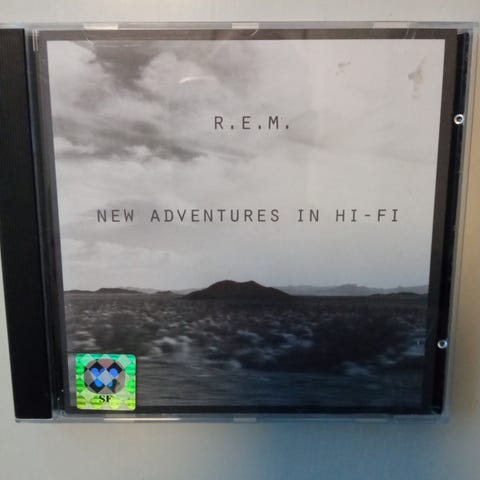 R.E.M.
NEW ADVENTURES IN HI-FI
SF